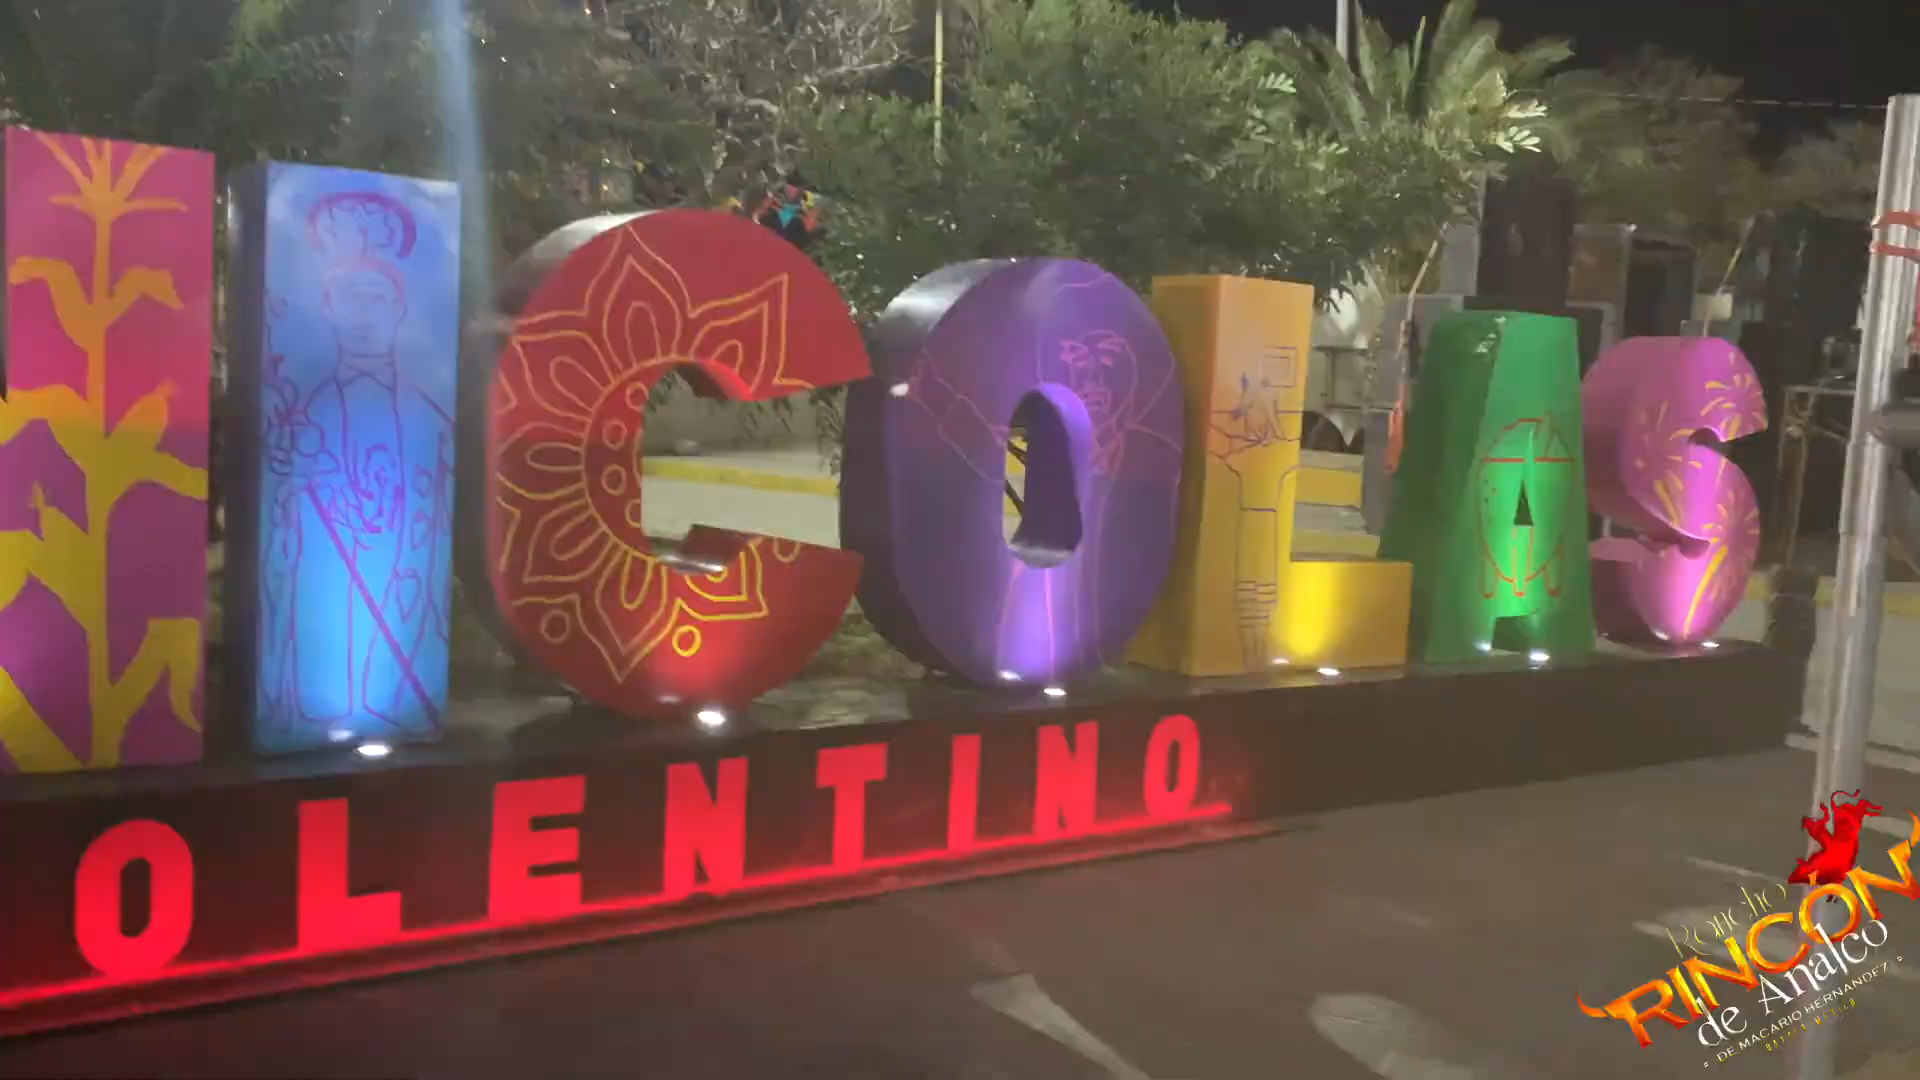 ICOLAS
OLENTINO
Rancho
RINCON
de Analco
DE MACARIO HERNANDEZ